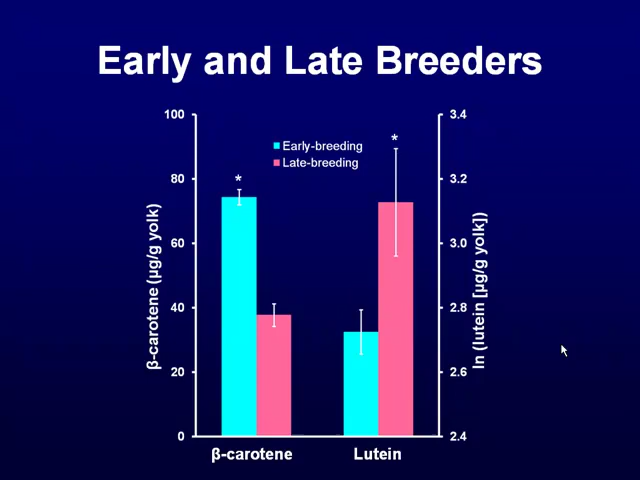 Early and Late Breeders
100
80
60
40
20
0
β-carotene (µg/g yolk)
Early-breeding
Late-breeding
*
*
3.4
3.2
3.0
2.8
2.6
2.4
ln (lutein [µg/g yolk])
β-carotene
Lutein